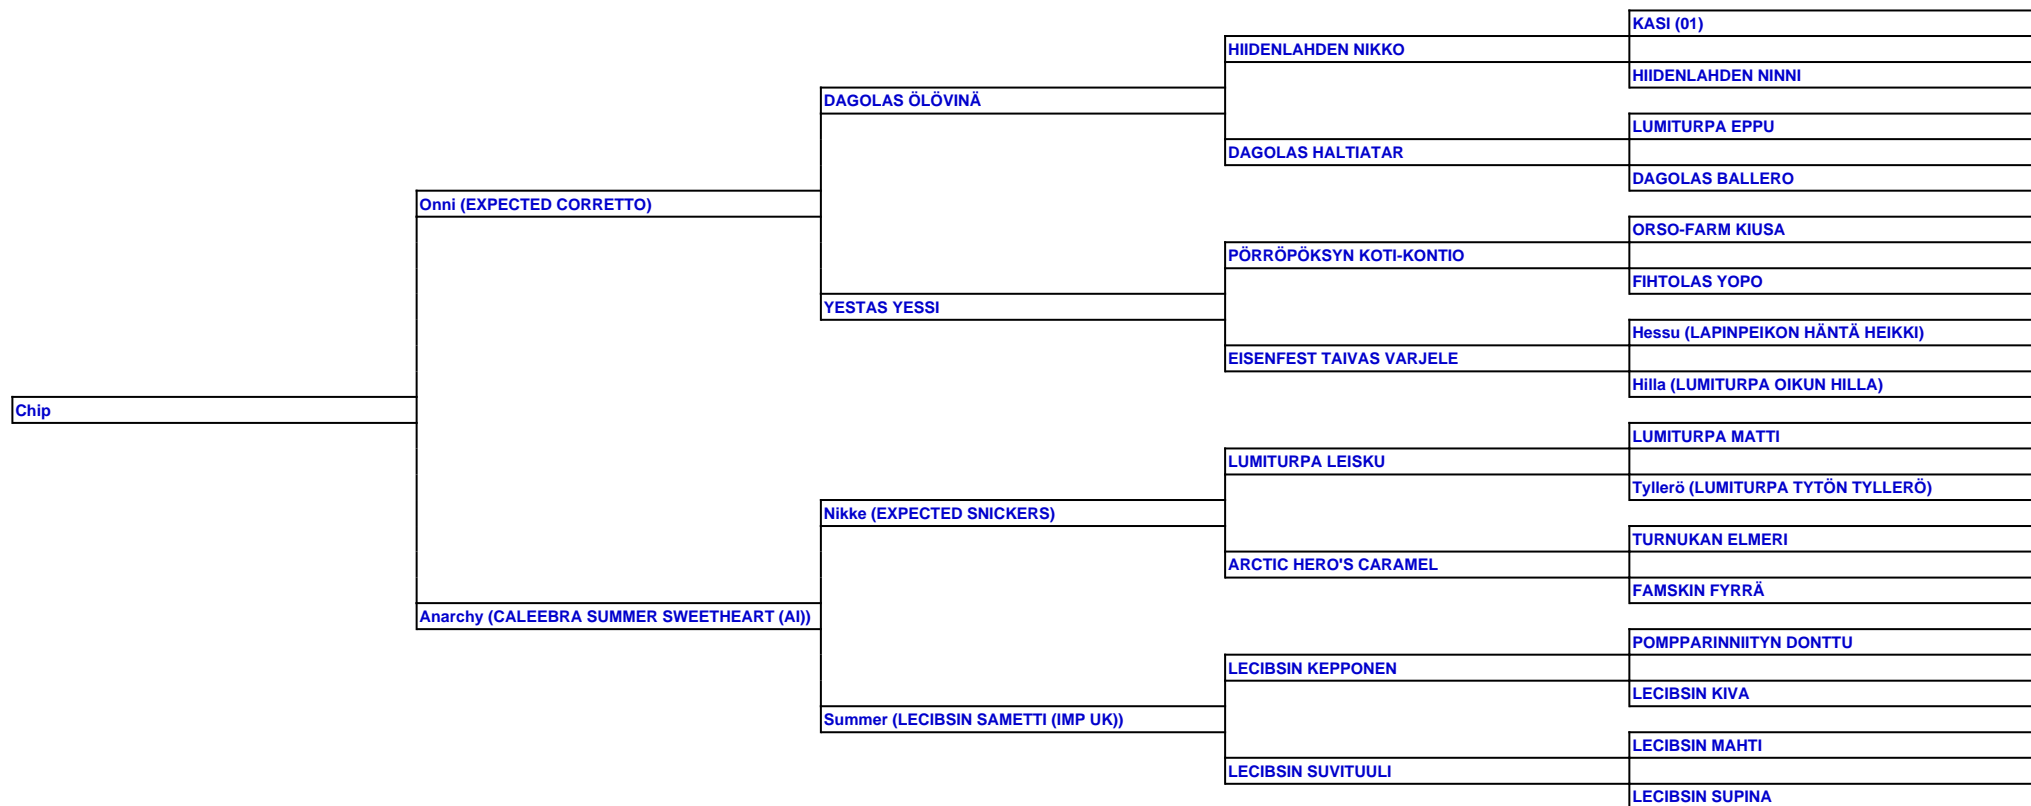 KASI (01)
HIIDENLAHDEN NIKKO
HIIDENLAHDEN NINNI
DAGOLAS ÖLÖVINÄ
LUMITURPA EPPU
DAGOLAS HALTIATAR
DAGOLAS BALLERO
Onni (EXPECTED CORRETTO)
ORSO-FARM KIUSA
PÖRRÖPÖKSYN KOTI-KONTIO
FIHTOLAS YOPO
YESTAS YESSI
Hessu (LAPINPEIKON HÄNTÄ HEIKKI)
EISENFEST TAIVAS VARJELE
Hilla (LUMITURPA OIKUN HILLA)
Chip
LUMITURPA MATTI
LUMITURPA LEISKU
Tyllerö (LUMITURPA TYTÖN TYLLERÖ)
Nikke (EXPECTED SNICKERS)
TURNUKAN ELMERI
ARCTIC HERO'S CARAMEL
FAMSKIN FYRRÄ
Anarchy (CALEEBRA SUMMER SWEETHEART (AI))
POMPPARINNIITYN DONTTU
LECIBSIN KEPPONEN
LECIBSIN KIVA
Summer (LECIBSIN SAMETTI (IMP UK))
LECIBSIN MAHTI
LECIBSIN SUVITUULI
LECIBSIN SUPINA